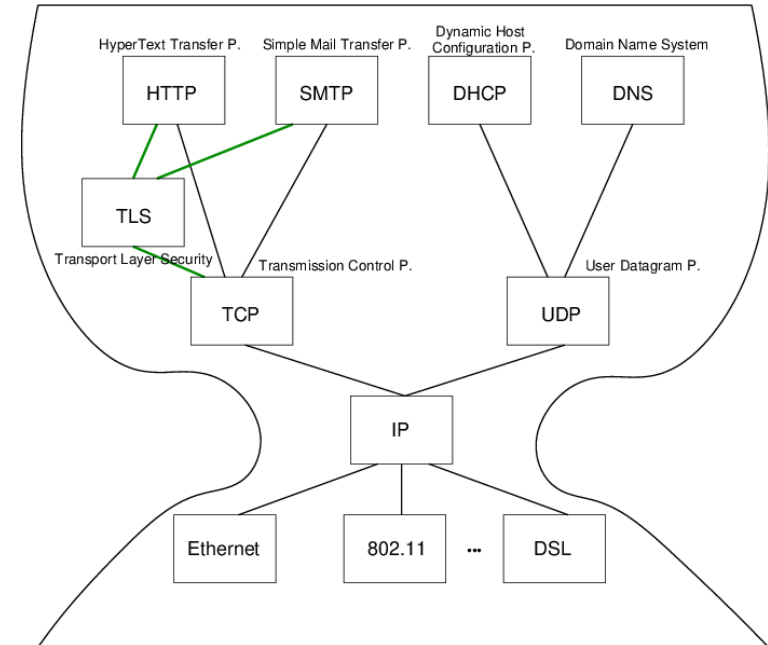 HyperText Transfer P.
Simple Mail Transfer P.
Dynamic Host
Configuration P.
Domain Name System
HTTP
SMTP
DHCP
DNS
TLS
Transport Layer Security
Transmission Control P.
User Datagram P.
TCP
UDP
IP
Ethernet
802.11
...
DSL